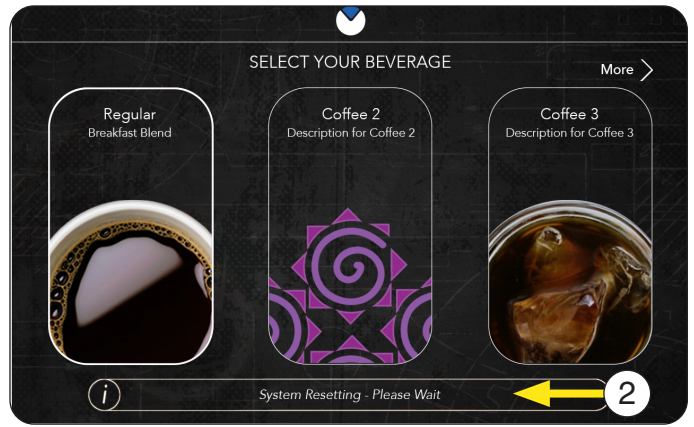 SELECT YOUR BEVERAGE
More
Regular
Breakfast Blend
Coffee 2
Description for Coffee 2
Coffee 3
Description for Coffee 3
i
System Resetting - Please Wait
2